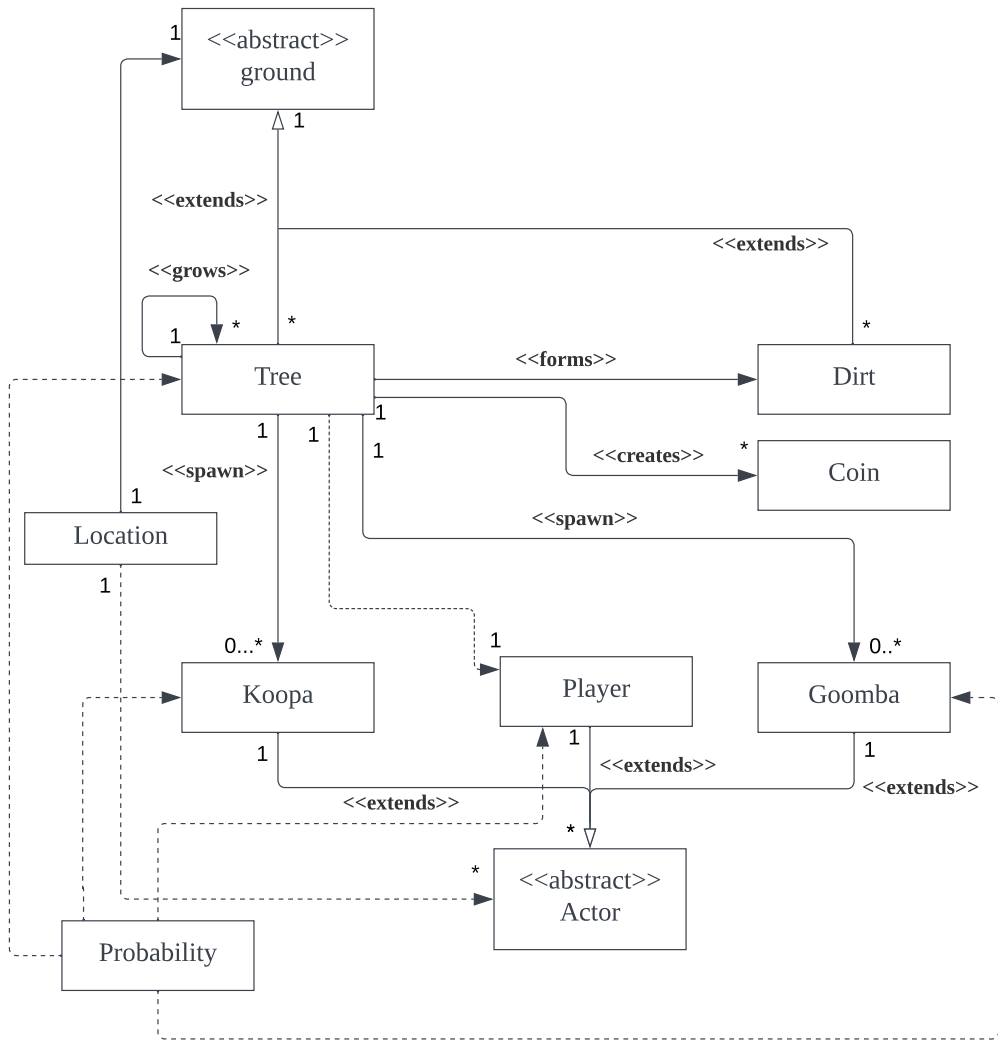 1
<<abstract>>
ground
1
<<extends>>
<<extends>>
<<grows>>
1
*
*
*
<<forms>>
Tree
Dirt
1
1
1
1
*
<<creates>>
<<spawn>>
Coin
1
<<spawn>>
Location
1
0...*
1
0..*
Koopa
Player
Goomba
1
1
1
<<extends>>
<<extends>>
<<extends>>
*
*
<<abstract>>
Actor
Probability